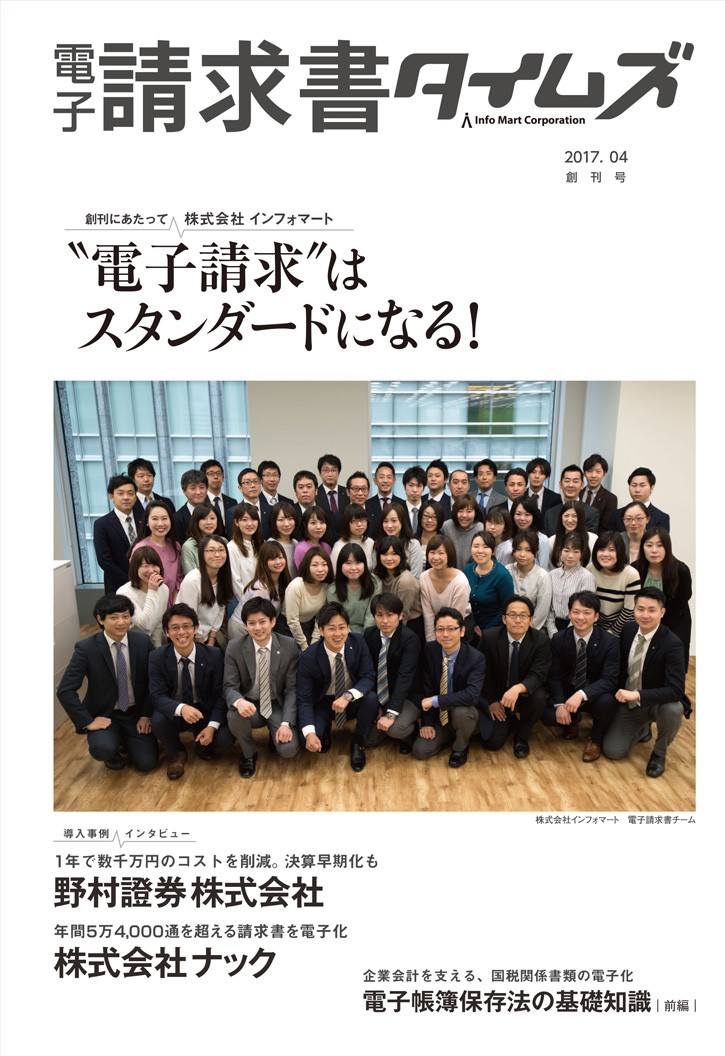 電子請求書タイムズ
Info Mart Corporation
2017. 04
創刊号
創刊にあたって 株式会社 インフォマート
〝電子請求〞は
スタンダードになる!
株式会社インフォマート 電子請求書チーム
導入事例 インタビュー
1年で数千万円のコストを削減。決算早期化も
野村證券株式会社
年間5万4,000通を超える請求書を電子化
株式会社ナック
企業会計を支える、国税関係書類の電子化
電子帳簿保存法の基礎知識 |前編|